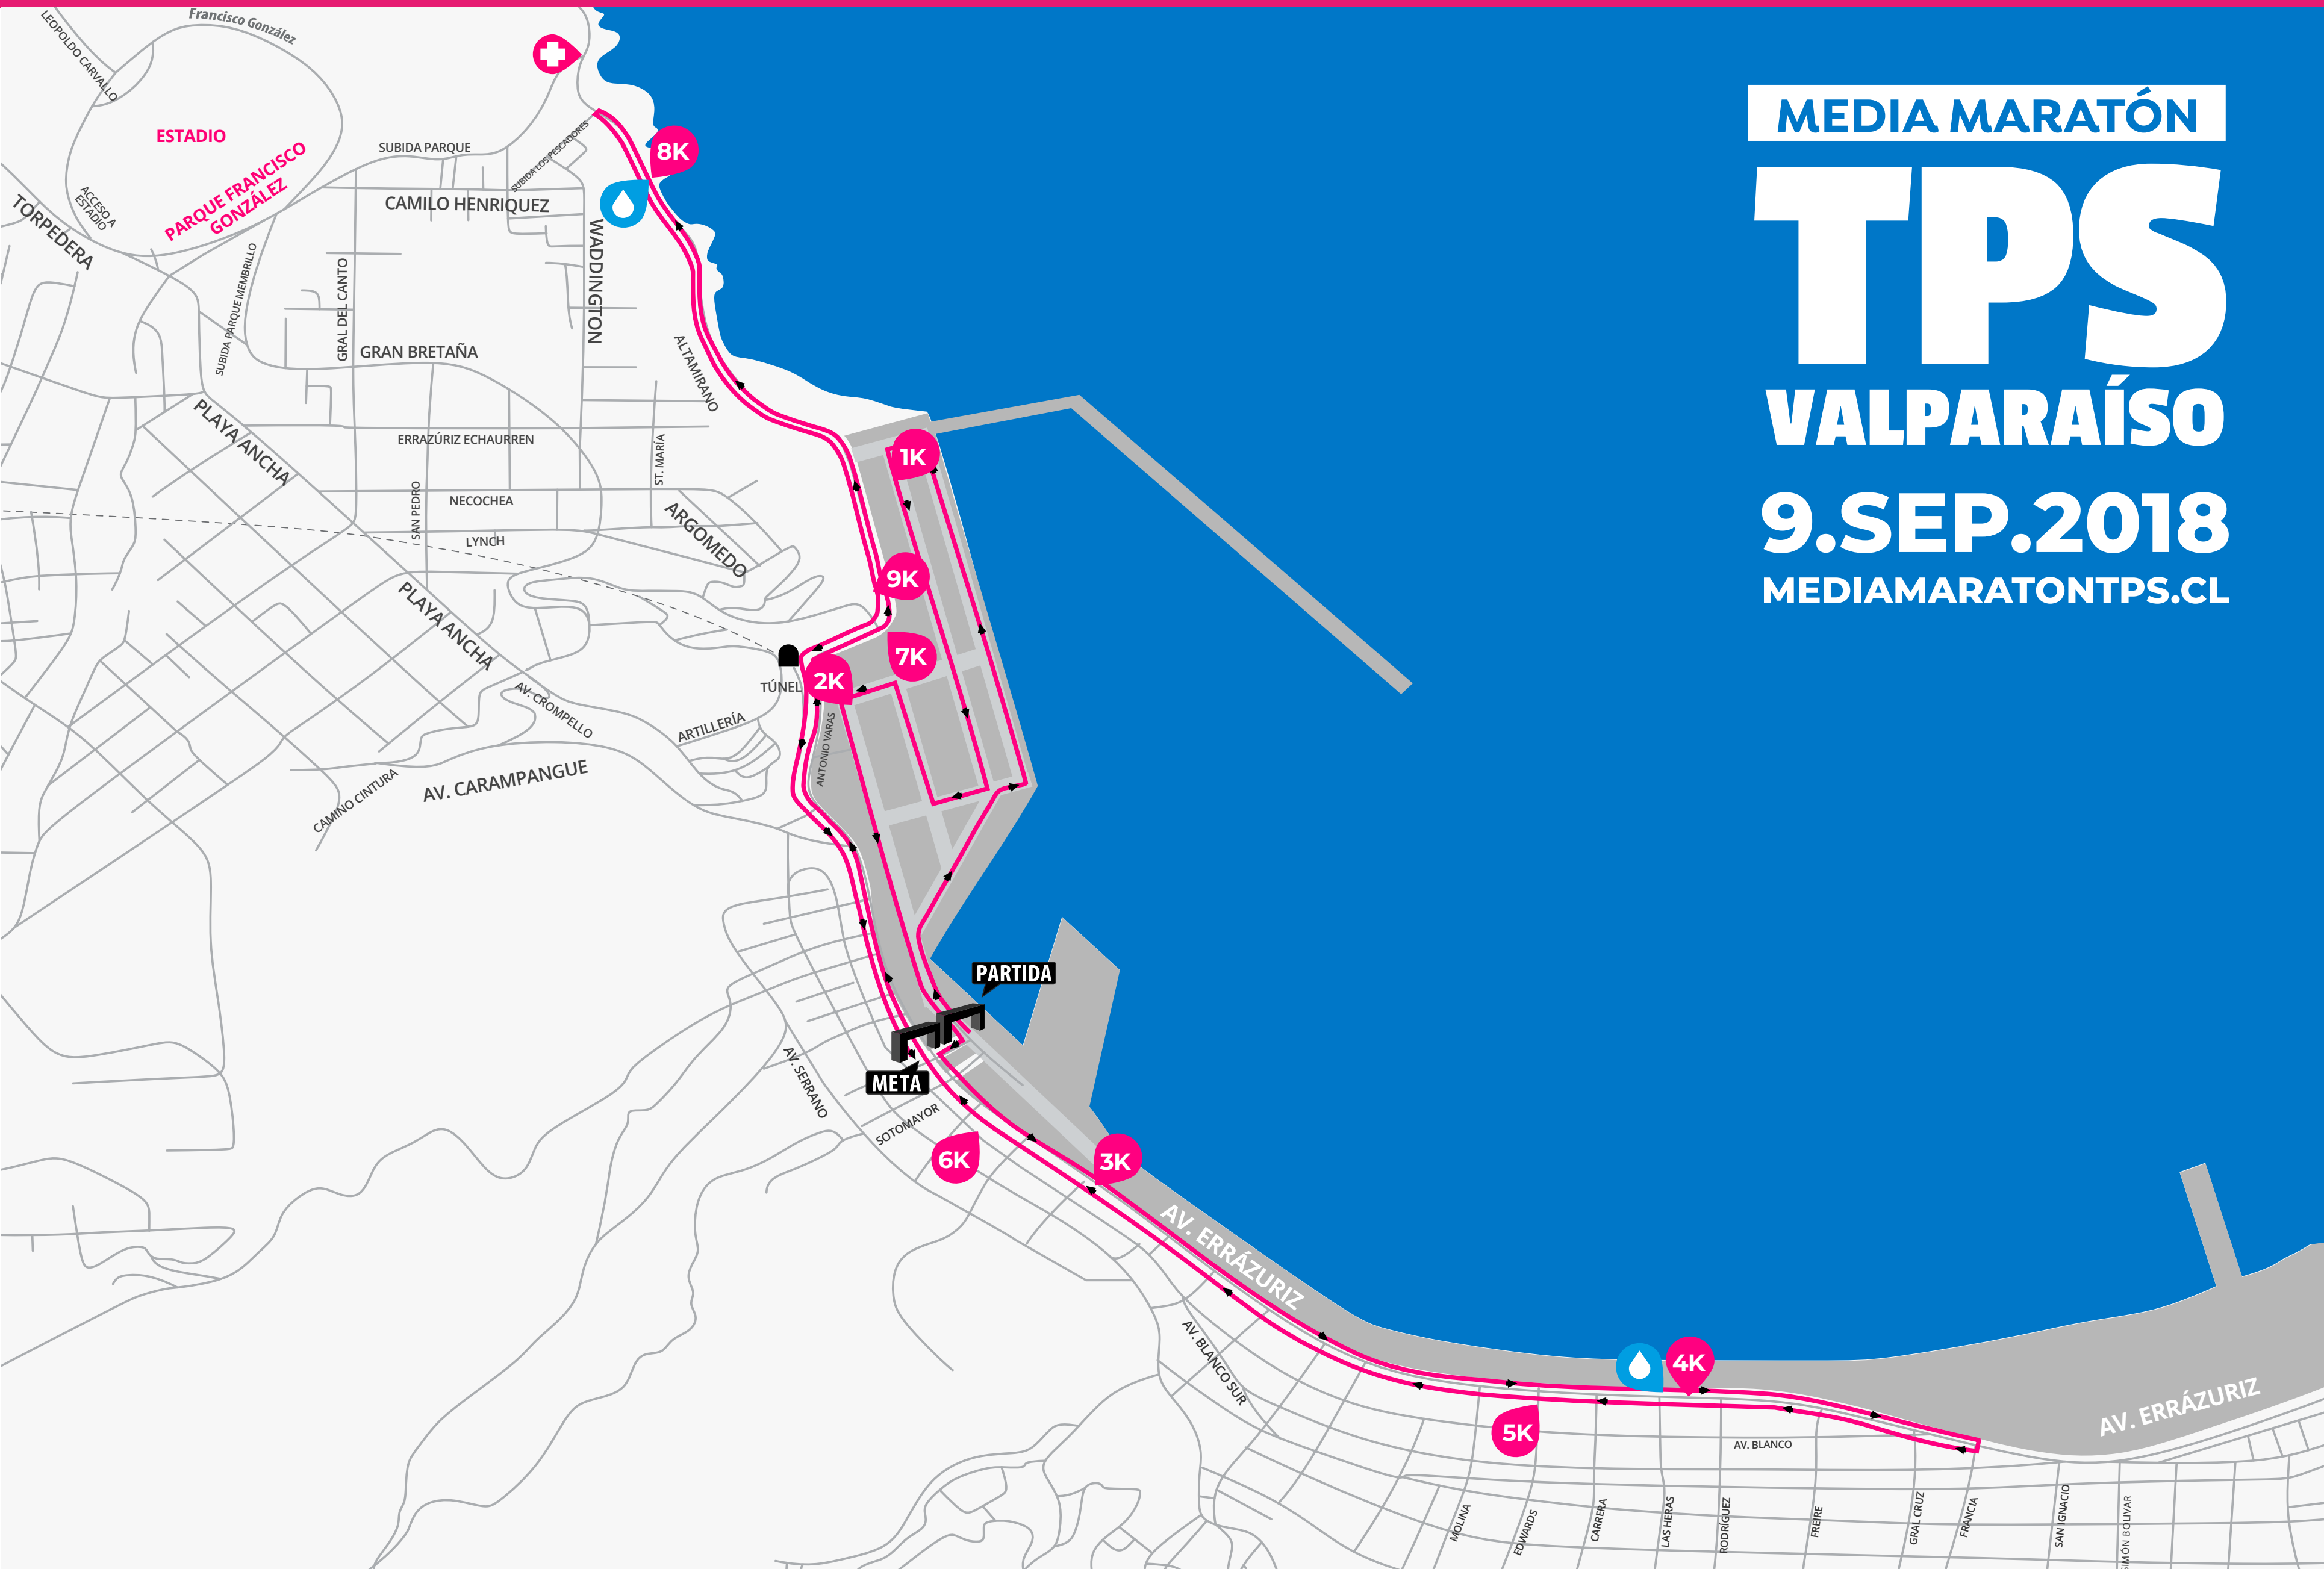 MEDIA MARATÓN
TPS
VALPARAÍSO
9.SEP.2018
MEDIAMARATONTPS.CL
LEOPOLDO CARVALLO
Francisco González
ESTADIO
PARQUE FRANCISCO
GONZÁLEZ
ACCESO A
ESTADIO
TORPEDERA
SUBIDA PARQUE
SUBIDA LOS PESCADORES
CAMILO HENRIQUEZ
WADDINGTON
8K
SUBIDA PARQUE MEMBRILLO
GRAL DEL CANTO
GRAN BRETAÑA
ALTAMIRANO
PLAYA ANCHA
ERRAZÚRIZ ECHAURREN
ST. MARÍA
1K
SAN PEDRO
NECOCHEA
LYNCH
ARGOMEDO
9K
PLAYA ANCHA
7K
2K
TÚNEL
AV. CROMPELLO
ARTILLERÍA
ANTONIO VARAS
CAMINO CINTURA
AV. CARAMPANGUE
PARTIDA
META
AV. SERRANO
SOTOMAYOR
6K
3K
AV. ERRÁZURIZ
AV. BLANCO SUR
4K
5K
AV. BLANCO
AV. ERRÁZURIZ
MOLINA
EDWARDS
CARRERA
LAS HERAS
RODRÍGUEZ
FREIRE
GRAL CRUZ
FRANCIA
SAN IGNACIO
IMÓN BOLIVAR